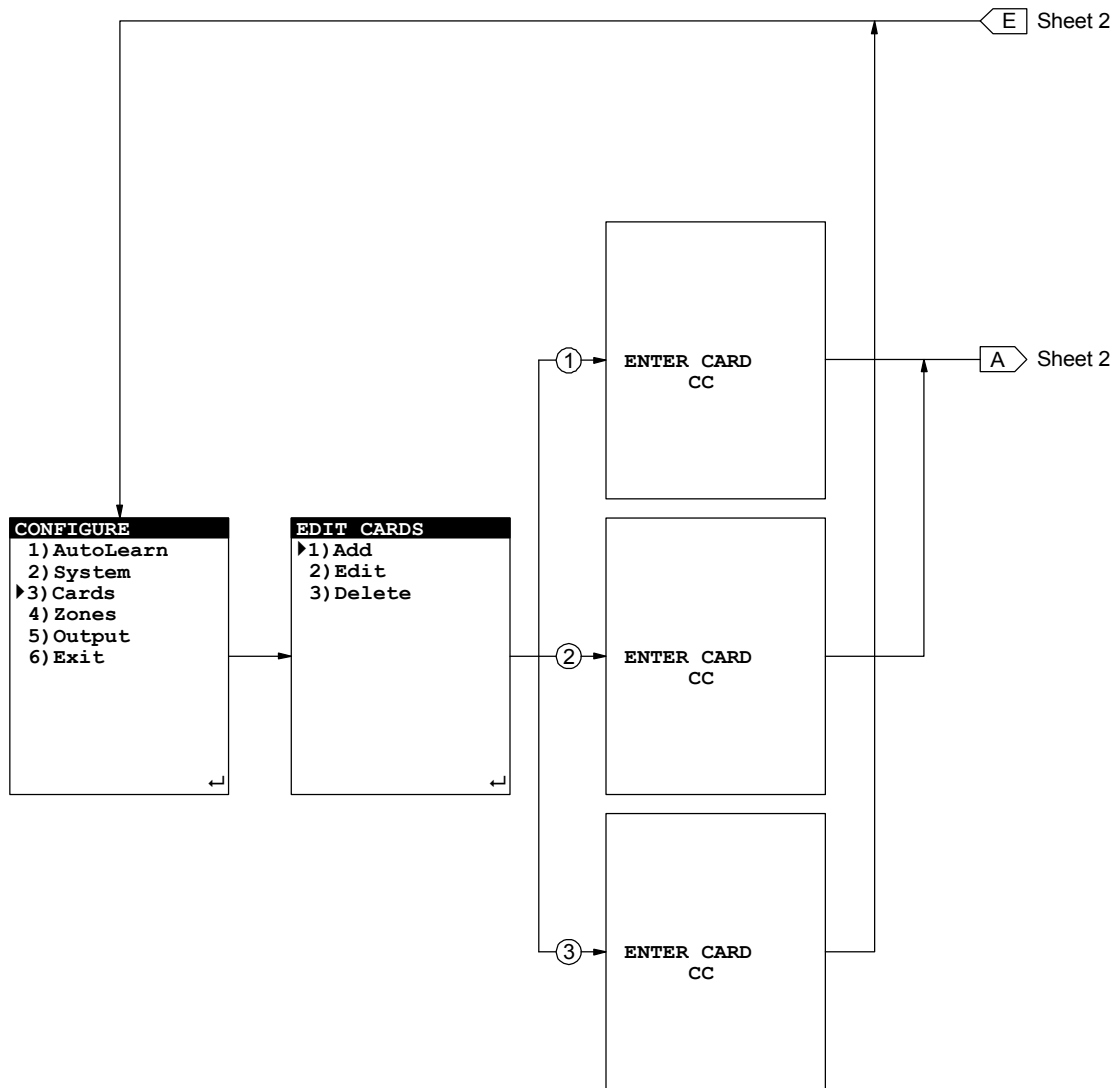 E Sheet 2
1 ENTER CARD
CC
A Sheet 2
CONFIGURE
1)AutoLearn
2)System
3)Cards
4)Zones
5)Output
6)Exit
EDIT CARDS
1)Add
2)Edit
3)Delete
2 ENTER CARD
CC
3 ENTER CARD
CC